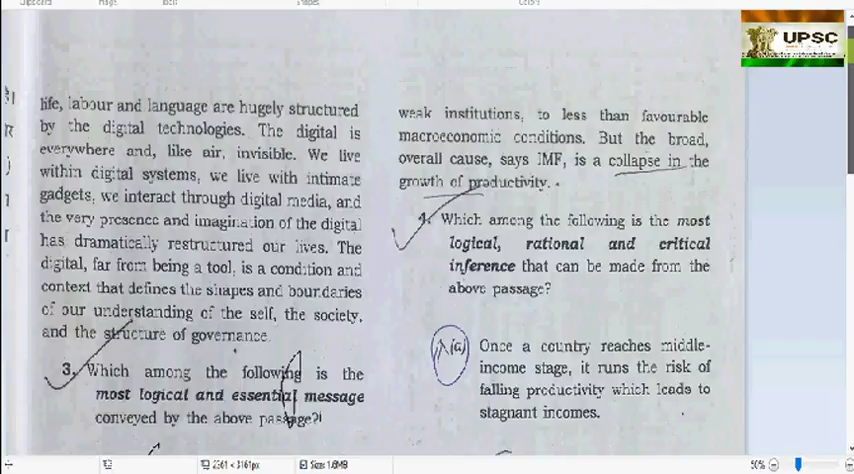 UPSC
life, labour and language are hugely structured
by the digital technologies. The digital is
everywhere and, like air, invisible. We live
within digital systems, we live with intimate
gadgets, we interact through digital media, and
the very presence and imagination of the digital
has dramatically restructured our lives. The
digital, far from being a tool, is a condition and
context that defines the shapes and boundaries
of our understanding of the self, the society,
and the structure of governance.
3. Which among the following is the
most logical and essential message
conveyed by the above passage?
weak institutions, to less than favourable
macroeconomic conditions. But the broad,
overall cause, says IMF, is a collapse in the
growth of productivity.
4. Which among the following is the most
logical, rational and critical
inference that can be made from the
above passage?
(a) Once a country reaches middle-
income stage, it runs the risk of
falling productivity which leads to
stagnant incomes.
2361 × 3161px
Size: 1.6MB
50%